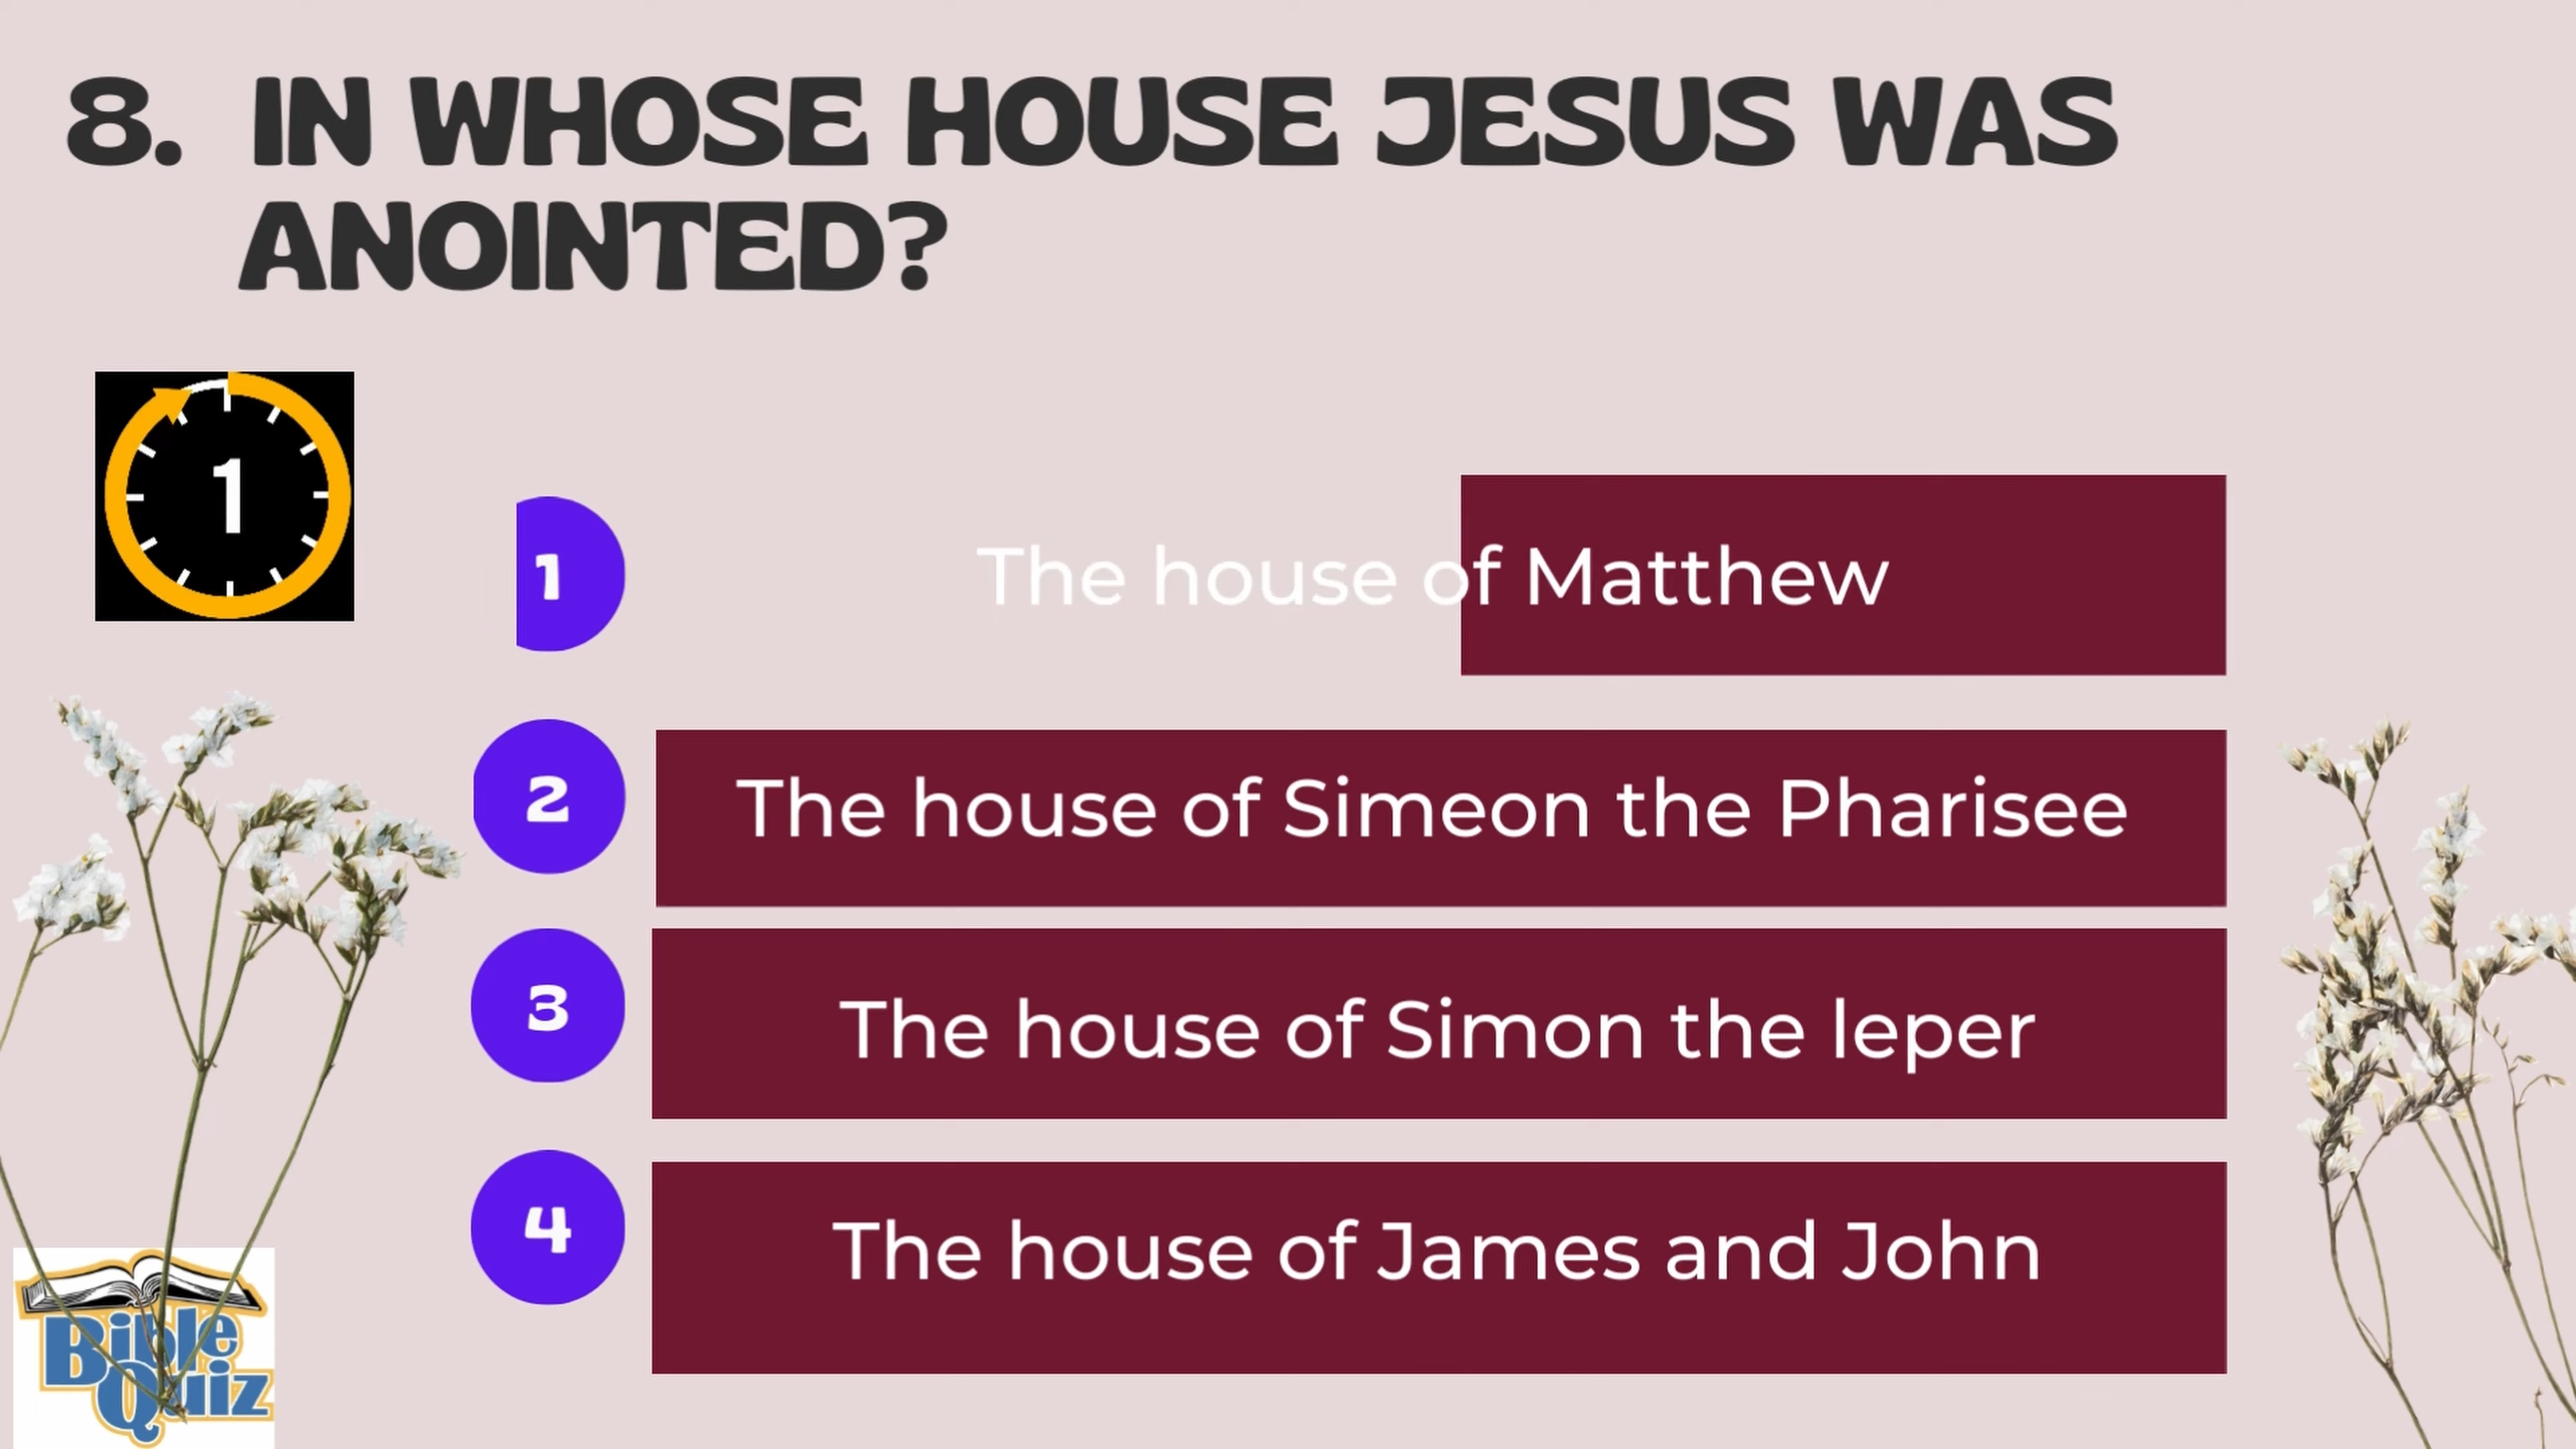 8. IN WHOSE HOUSE JESUS WAS
ANOINTED?
1
1
The house of Matthew
2
The house of Simeon the Pharisee
3
The house of Simon the leper
4
The house of James and John
Bible
Quiz